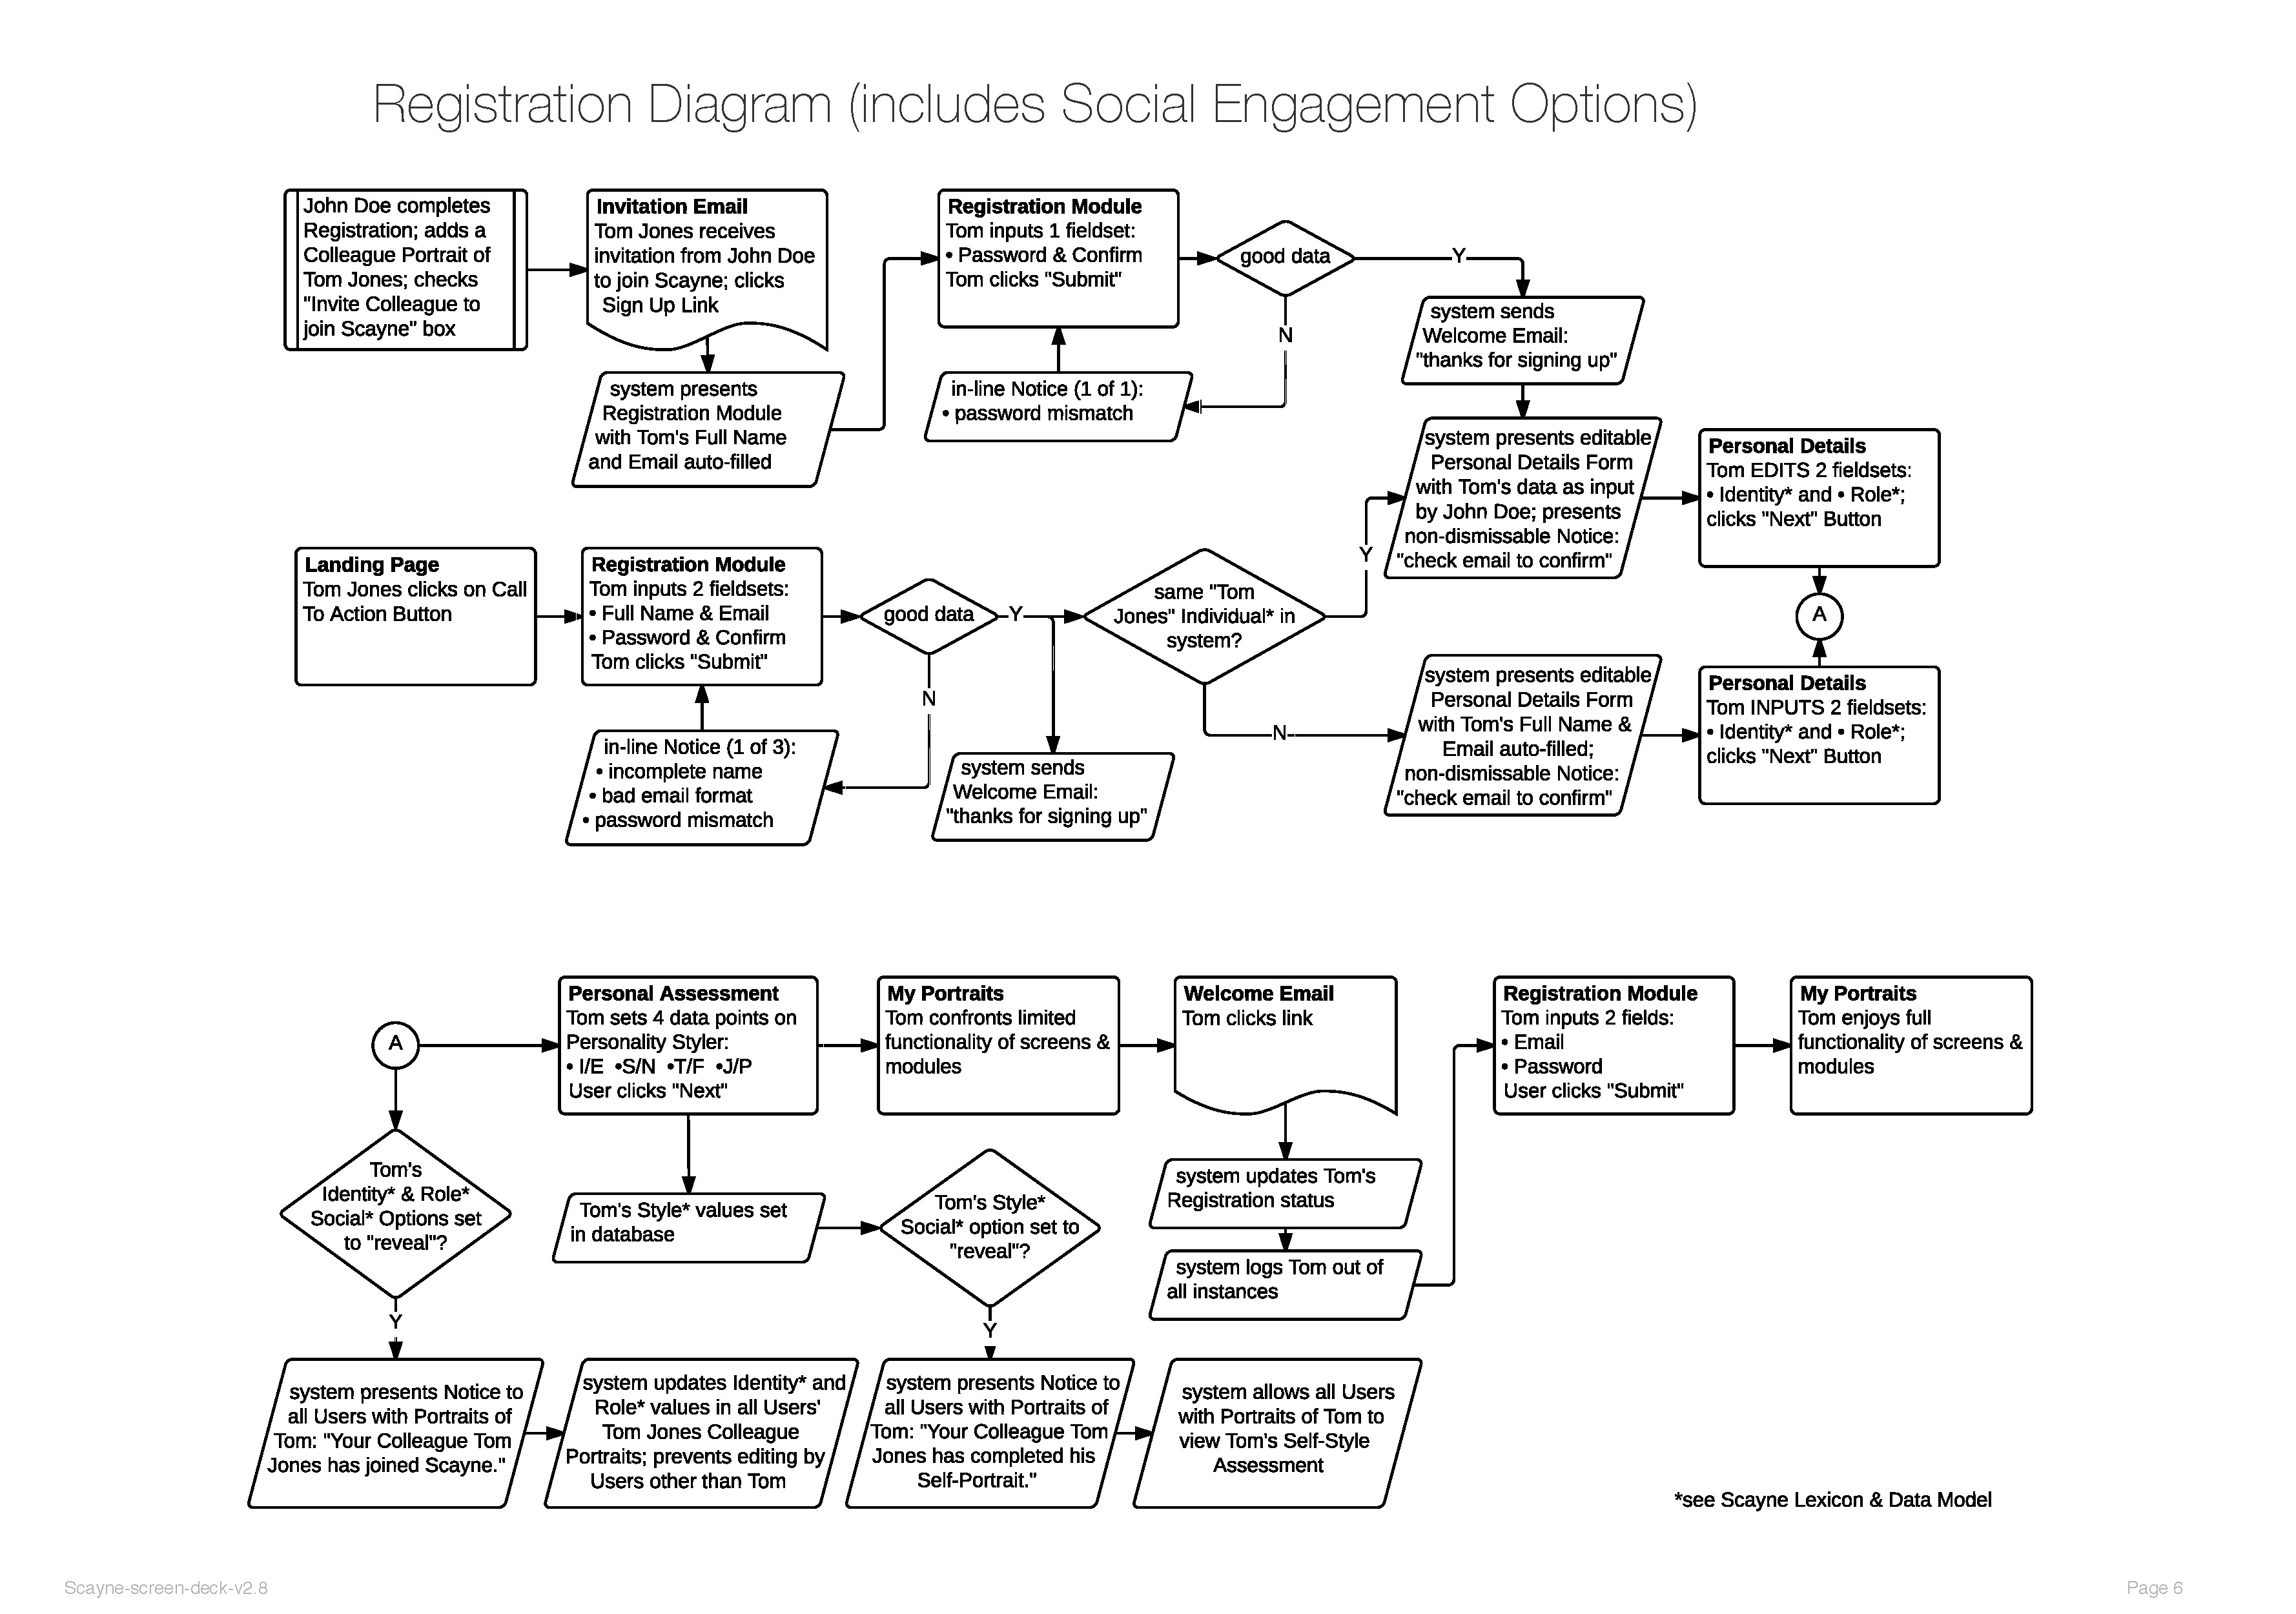 Registration Diagram (includes Social Engagement Options)
John Doe completes
Registration; adds a
Colleague Portrait of
Tom Jones; checks
"Invite Colleague to
join Scayne" box
Invitation Email
Tom Jones receives
invitation from John Doe
to join Scayne; clicks
Sign Up Link
system presents
Registration Module
with Tom's Full Name
and Email auto-filled
Registration Module
Tom inputs 1 fieldset:
• Password & Confirm
Tom clicks "Submit"
good data
Y
N
in-line Notice (1 of 1):
• password mismatch
system sends
Welcome Email:
"thanks for signing up"
system presents editable
Personal Details Form
with Tom's data as input
by John Doe; presents
non-dismissable Notice:
"check email to confirm"
Personal Details
Tom EDITS 2 fieldsets:
• Identity* and • Role*;
clicks "Next" Button
Landing Page
Tom Jones clicks on Call
To Action Button
Registration Module
Tom inputs 2 fieldsets:
• Full Name & Email
• Password & Confirm
Tom clicks "Submit"
good data
Y
N
in-line Notice (1 of 3):
• incomplete name
• bad email format
• password mismatch
system sends
Welcome Email:
"thanks for signing up"
same "Tom
Jones" Individual* in
system?
Y
N
system presents editable
Personal Details Form
with Tom's Full Name &
Email auto-filled;
non-dismissable Notice:
"check email to confirm"
A
Personal Details
Tom INPUTS 2 fieldsets:
• Identity* and • Role*;
clicks "Next" Button
A
Personal Assessment
Tom sets 4 data points on
Personality Styler:
• I/E •S/N •T/F •J/P
User clicks "Next"
My Portraits
Tom confronts limited
functionality of screens &
modules
Welcome Email
Tom clicks link
Registration Module
Tom inputs 2 fields:
• Email
• Password
User clicks "Submit"
My Portraits
Tom enjoys full
functionality of screens &
modules
Tom's
Identity* & Role*
Social* Options set
to "reveal"?
Y
Tom's Style* values set
in database
Tom's Style*
Social* option set to
"reveal"?
Y
system updates Tom's
Registration status
system logs Tom out of
all instances
system presents Notice to
all Users with Portraits of
Tom: "Your Colleague Tom
Jones has joined Scayne."
system updates Identity* and
Role* values in all Users'
Tom Jones Colleague
Portraits; prevents editing by
Users other than Tom
system presents Notice to
all Users with Portraits of
Tom: "Your Colleague Tom
Jones has completed his
Self-Portrait."
system allows all Users
with Portraits of Tom to
view Tom's Self-Style
Assessment
*see Scayne Lexicon & Data Model
Scayne-screen-deck-v2.8
Page 6